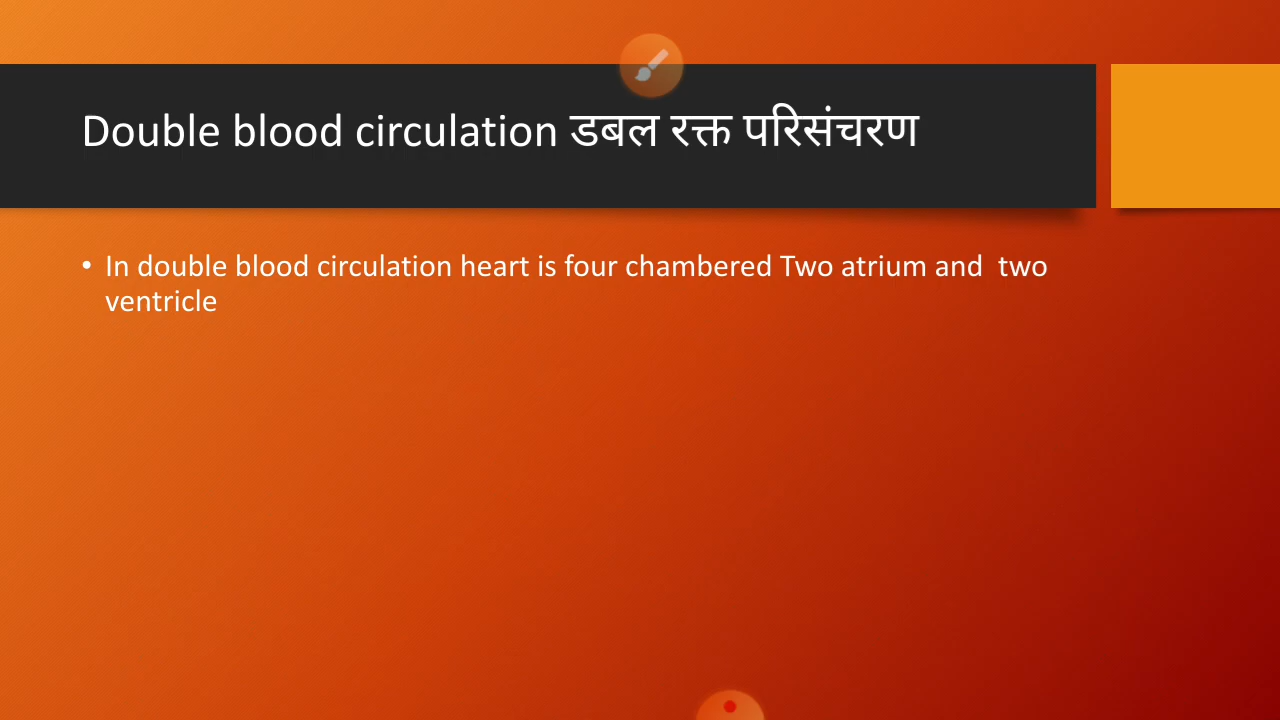 Double blood circulation डबल रक्त परिसंचरण
• In double blood circulation heart is four chambered Two atrium and  two
ventricle